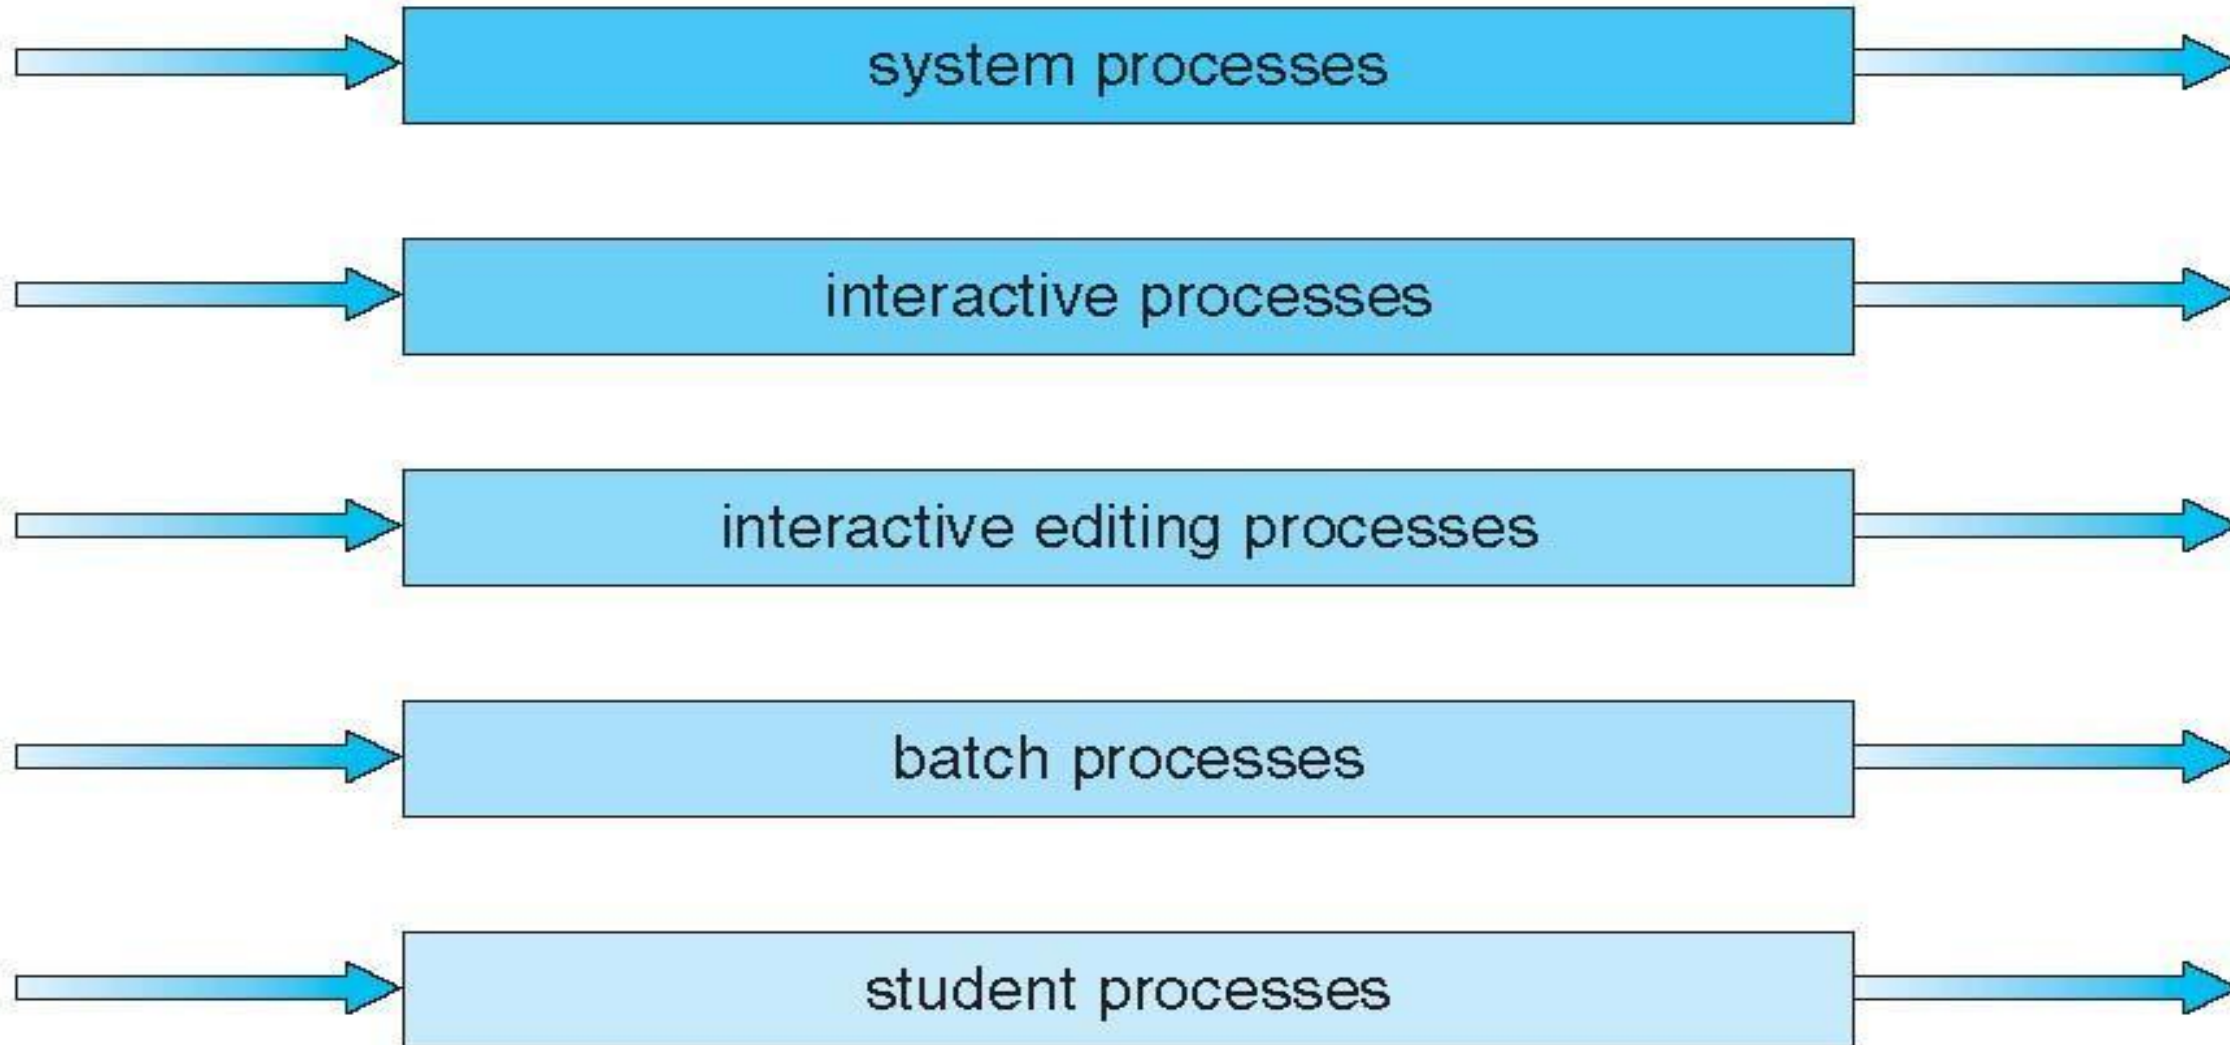 system processes
interactive processes
interactive editing processes
batch processes
student processes